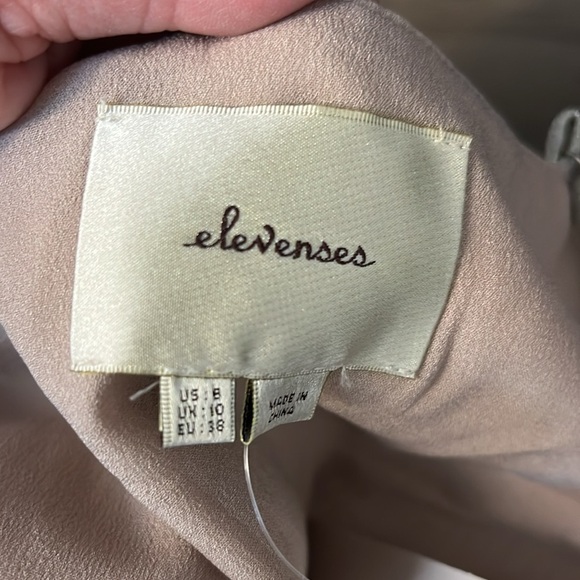 elevenses
US: 6
UK: 10
EU: 38
MADE IN
CHINA